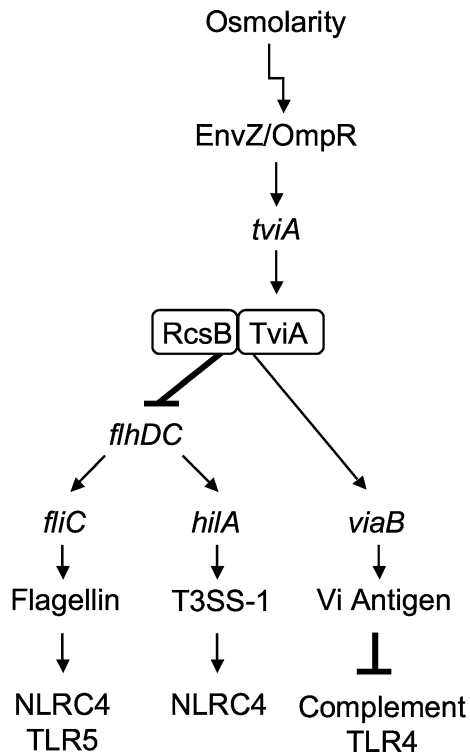 Osmolarity
EnvZ/OmpR
tviA
RcsB TviA
flhDC
fliC hilA viaB
Flagellin T3SS-1 Vi Antigen
NLRC4 NLRC4 Complement
TLR5 TLR4